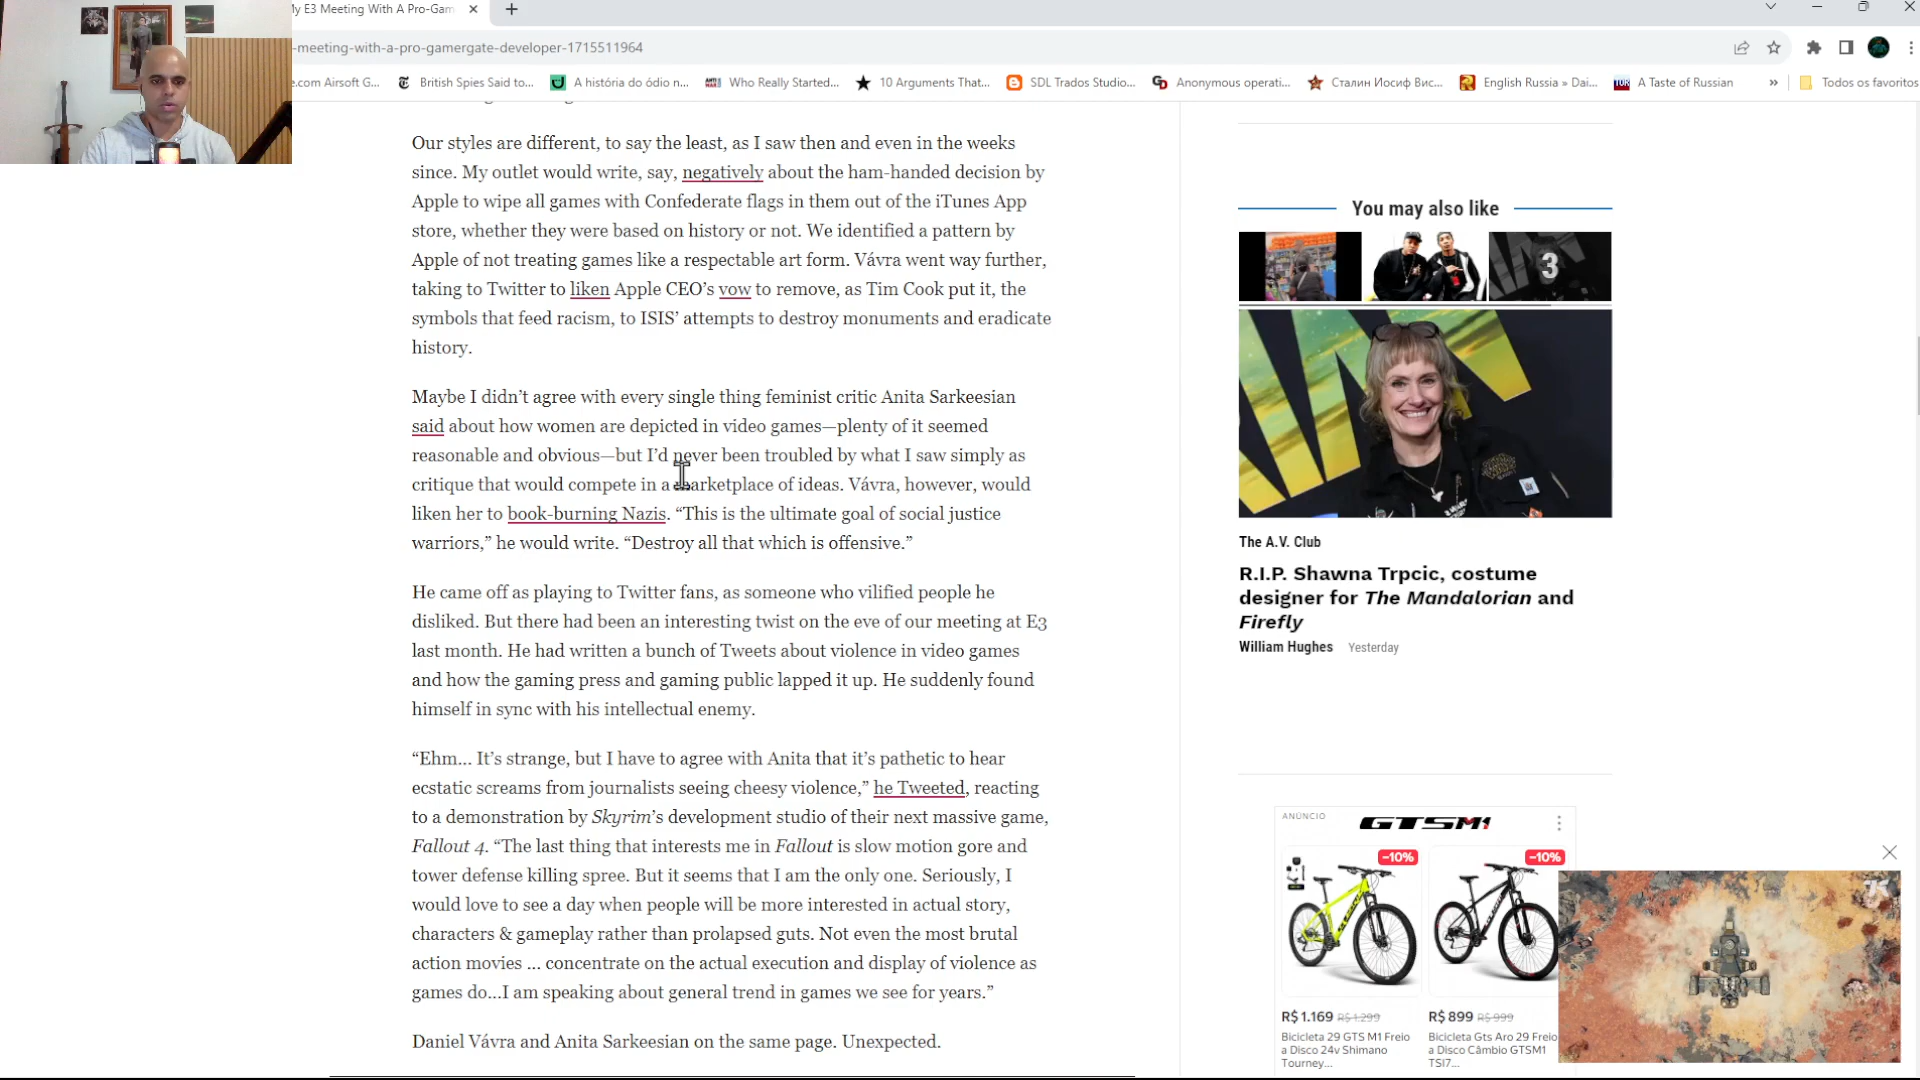 My E3 Meeting With A Pro-Gam
-meeting-with-a-pro-gamergate-developer-1715511964
e.com Airsoft G...
British Spies Said to...
A história do ódio n...
Who Really Started...
10 Arguments That...
SDL Trados Studio...
Anonymous operati...
Сталин Иосиф Вис...
English Russia » Dai...
A Taste of Russian
»
Todos os favoritos
Our styles are different, to say the least, as I saw then and even in the weeks
since. My outlet would write, say, negatively about the ham-handed decision by
Apple to wipe all games with Confederate flags in them out of the iTunes App
store, whether they were based on history or not. We identified a pattern by
Apple of not treating games like a respectable art form. Vávra went way further,
taking to Twitter to liken Apple CEO’s vow to remove, as Tim Cook put it, the
symbols that feed racism, to ISIS’ attempts to destroy monuments and eradicate
history.
Maybe I didn’t agree with every single thing feminist critic Anita Sarkeesian
said about how women are depicted in video games—plenty of it seemed
reasonable and obvious—but I’d never been troubled by what I saw simply as
critique that would compete in a marketplace of ideas. Vávra, however, would
liken her to book-burning Nazis. “This is the ultimate goal of social justice
warriors,” he would write. “Destroy all that which is offensive.”
He came off as playing to Twitter fans, as someone who vilified people he
disliked. But there had been an interesting twist on the eve of our meeting at E3
last month. He had written a bunch of Tweets about violence in video games
and how the gaming press and gaming public lapped it up. He suddenly found
himself in sync with his intellectual enemy.
“Ehm... It’s strange, but I have to agree with Anita that it’s pathetic to hear
ecstatic screams from journalists seeing cheesy violence,” he Tweeted, reacting
to a demonstration by Skyrim’s development studio of their next massive game,
Fallout 4. “The last thing that interests me in Fallout is slow motion gore and
tower defense killing spree. But it seems that I am the only one. Seriously, I
would love to see a day when people will be more interested in actual story,
characters & gameplay rather than prolapsed guts. Not even the most brutal
action movies ... concentrate on the actual execution and display of violence as
games do...I am speaking about general trend in games we see for years.”
Daniel Vávra and Anita Sarkeesian on the same page. Unexpected.
You may also like
3
The A.V. Club
R.I.P. Shawna Trpcic, costume
designer for The Mandalorian and
Firefly
William Hughes Yesterday
ANÚNCIO
GTSM1
-10%
-10%
R$ 1.169 R$ 1.299
Bicicleta 29 GTS M1 Freio
a Disco 24v Shimano
Tourney...
R$ 899 R$ 999
Bicicleta Gts Aro 29 Freio
a Disco Câmbio GTSM1
TSI7...